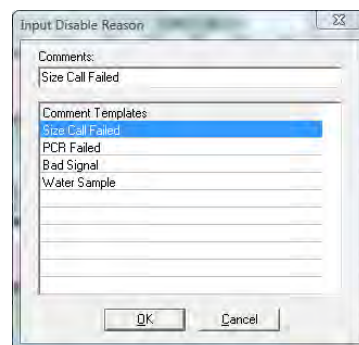 Input Disable Reason
Comments:
Size Call Failed
Comment Templates
Size Call Failed
PCR Failed
Bad Signal
Water Sample
OK Cancel